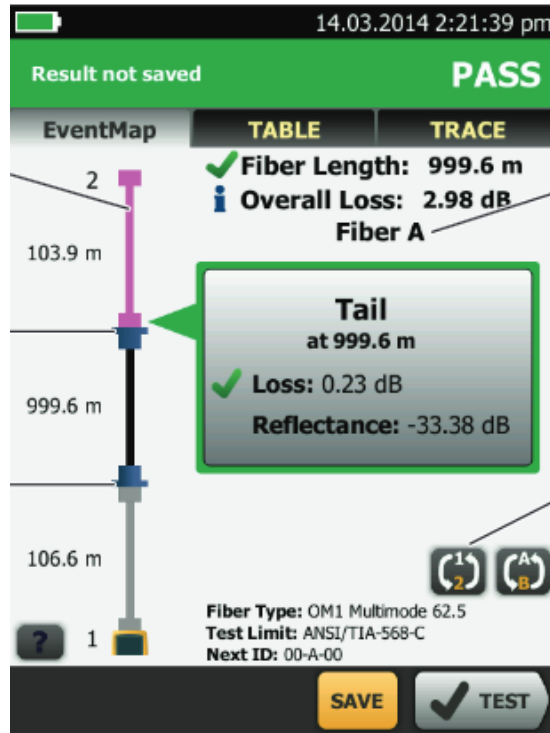 14.03.2014 2:21:39 pm
Result not saved PASS
EventMap TABLE TRACE
2
Fiber Length: 999.6 m
Overall Loss: 2.98 dB
Fiber A
103.9 m
Tail
at 999.6 m
Loss: 0.23 dB
Reflectance: -33.38 dB
999.6 m
106.6 m
1 2
A B
Fiber Type: OM1 Multimode 62.5
Test Limit: ANSI/TIA-568-C
Next ID: 00-A-00
? 1
SAVE TEST